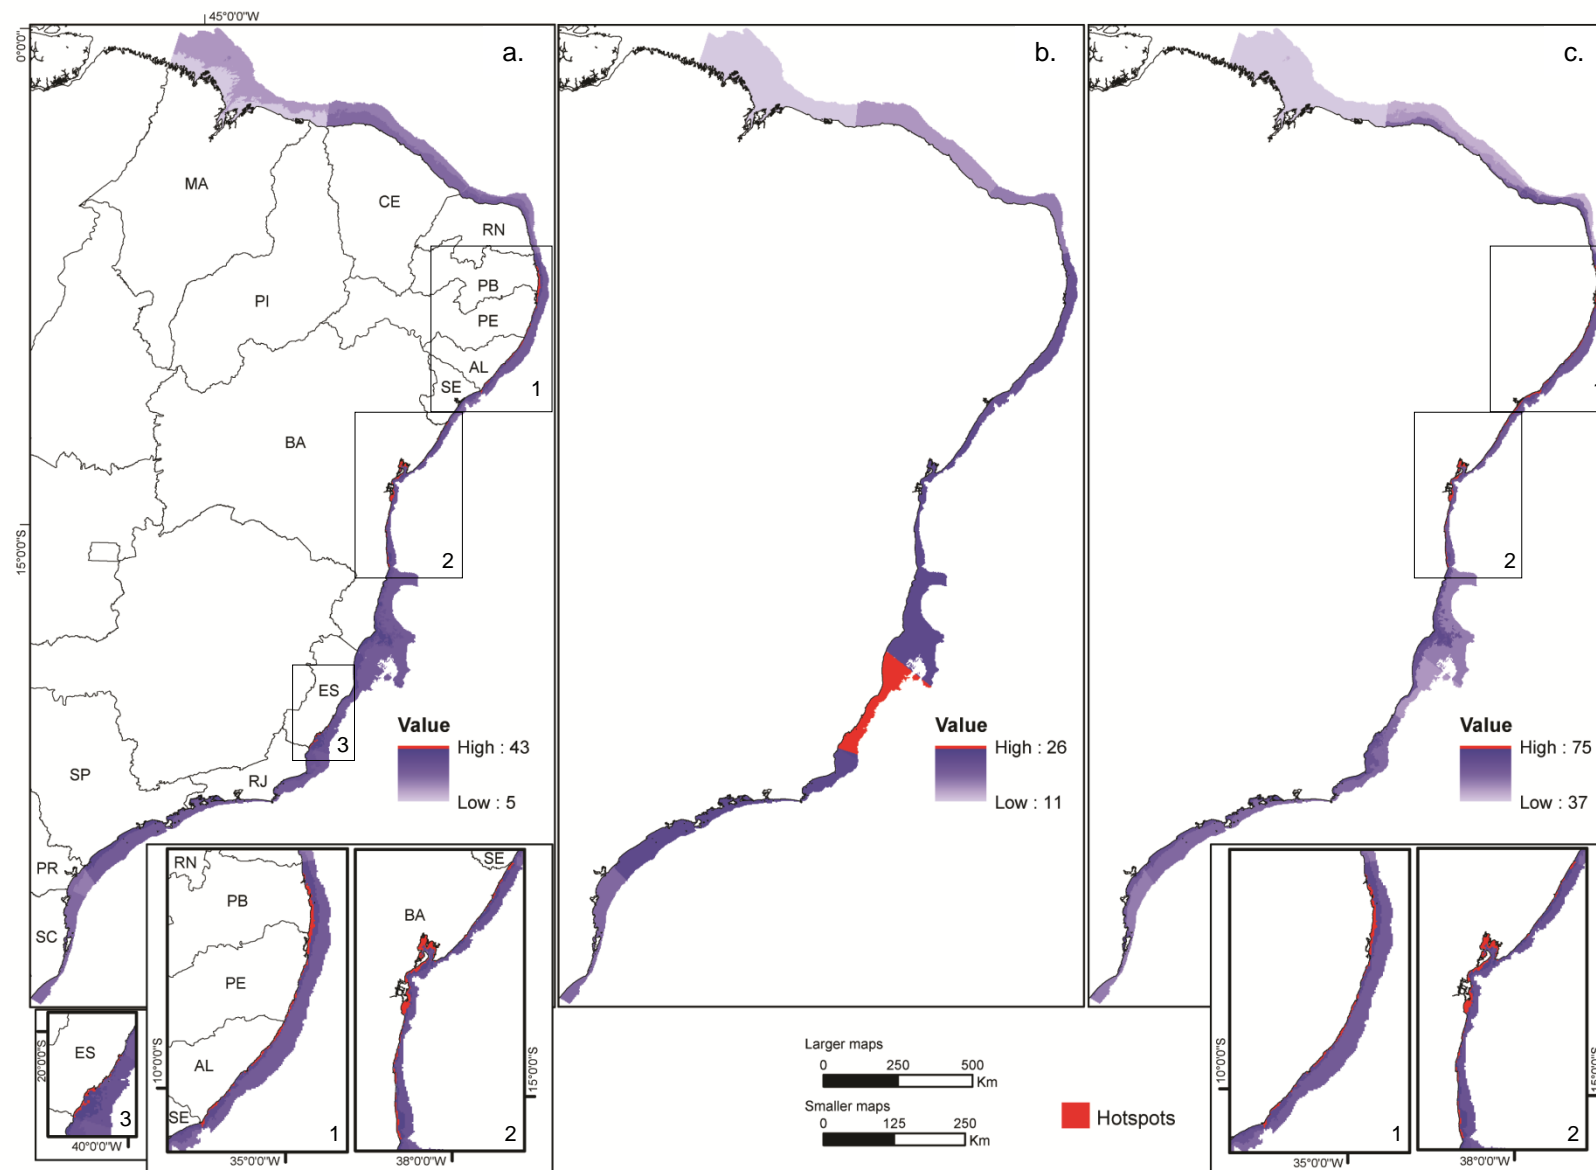 45°0'0"W
0°0'0"
a.
b.
c.
MA
CE
RN
PB
PI
PE
AL
SE
1
BA
2
2
15°0'0"S
ES
3
Value
High : 43
Low : 5
Value
High : 26
Low : 11
Value
High : 75
Low : 37
SP
RJ
PR
SC
RN
PB
PE
AL
SE
1
35°0'0"W
10°0'0"S
SE
BA
2
38°0'0"W
15°0'0"S
ES
3
20°0'0"S
40°0'0"W
Larger maps
0 250 500
Km
Smaller maps
0 125 250
Km
Hotspots
10°0'0"S
1
35°0'0"W
2
38°0'0"W
15°0'0"S